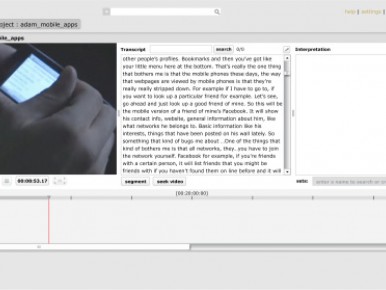 help | settings |
oject : adam_mobile_apps
ile_apps
Transcript search 0/0 Interpretation
other people's profiles. Bookmarks and then you've got like
your little menu here at the bottom. That's really the one thing
that bothers me is that the mobile phones these days, the way
that webpages are viewed by mobile phones is that they're
really really stripped down. For example if I have to go to, if
you want to look up a particular friend for example. Let's see,
go ahead and just look up a good friend of mine. So this will be
the mobile version of a friend of mine's Facebook. It will show
his contact info, website, general information about him, like
what networks he belongs to. Basic information like his
interests, things that have been posted on his wall lately. So
something that kind of bugs me about...One of the things that
kind of bothers me is that all networks, they..you have to join
the network yourself. Facebook for example, if you're friends
with a certain person, it will list friends that you might be
friends with if you haven't found them on line before and it will
00:08:53.17 segment seek video
note: enter a name to search or
[00:20:00:00]